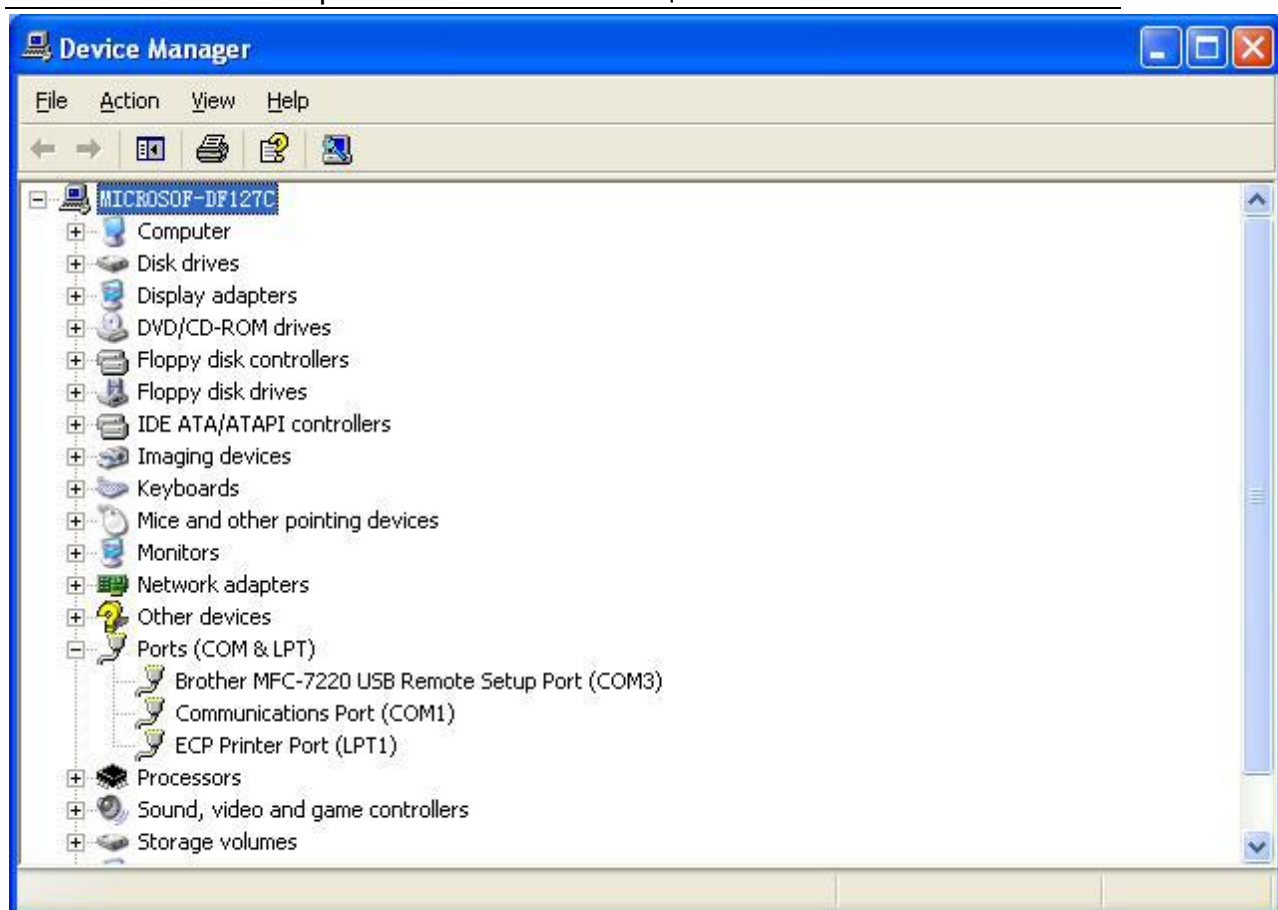 Device Manager
File Action View Help
MICROSOF-DF127C
Computer
Disk drives
Display adapters
DVD/CD-ROM drives
Floppy disk controllers
Floppy disk drives
IDE ATA/ATAPI controllers
Imaging devices
Keyboards
Mice and other pointing devices
Monitors
Network adapters
Other devices
Ports (COM & LPT)
Brother MFC-7220 USB Remote Setup Port (COM3)
Communications Port (COM1)
ECP Printer Port (LPT1)
Processors
Sound, video and game controllers
Storage volumes